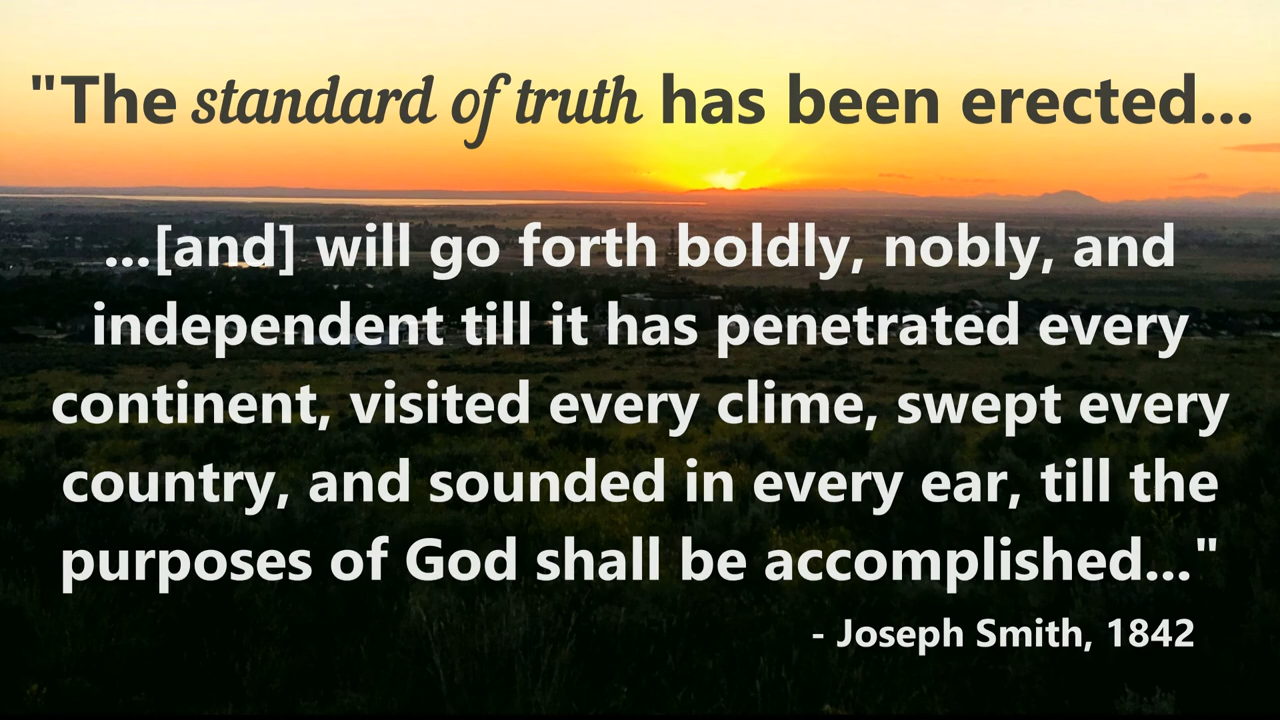 "The standard of truth has been erected...
...[and] will go forth boldly, nobly, and
independent till it has penetrated every
continent, visited every clime, swept every
country, and sounded in every ear, till the
purposes of God shall be accomplished..."
- Joseph Smith, 1842